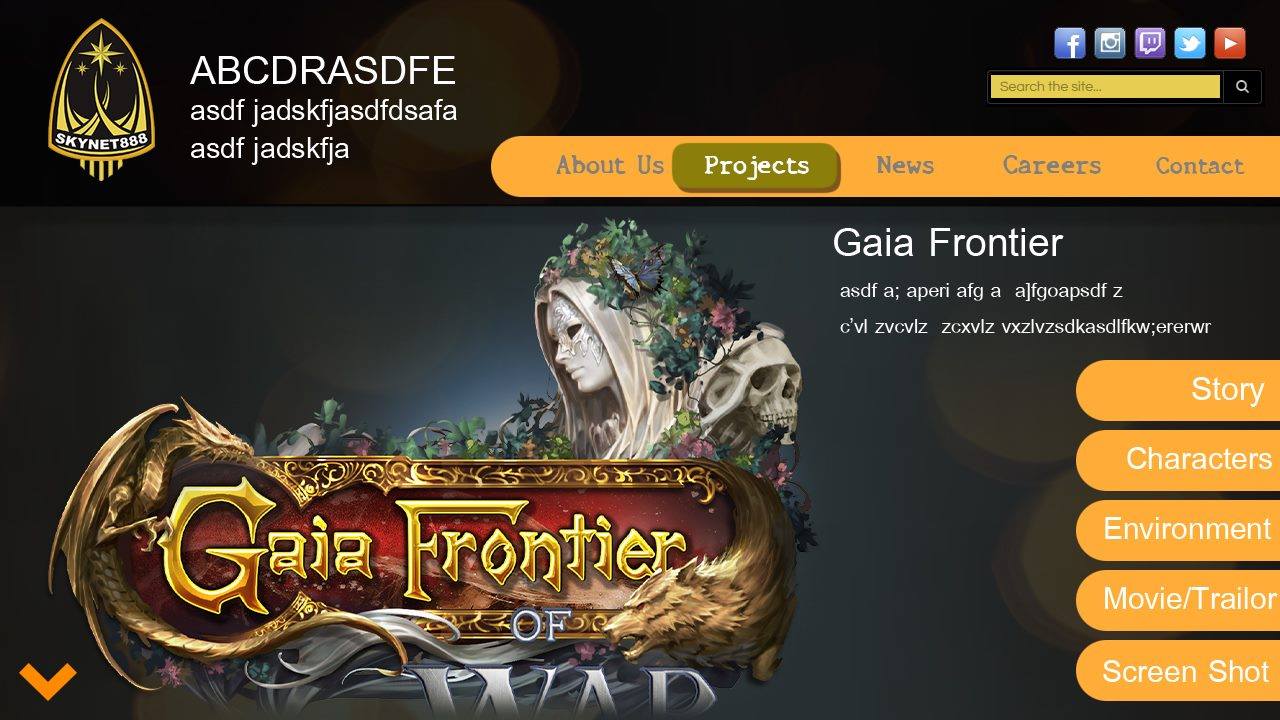 SKYNET888
ABCDRASDFE
asdf jadskfjasdfdsafa
asdf jadskfja
Search the site...
About Us
Projects
News
Careers
Contact
Gaia Frontier
asdf a; aperi afg a a]fgoapsdf z
c’vl zvcvlz zcxvlz vxzlvzsdkasdlfkw;ererwr
Story
Characters
Environment
Movie/Trailor
Screen Shot
Gaia Frontier
OF
WAR